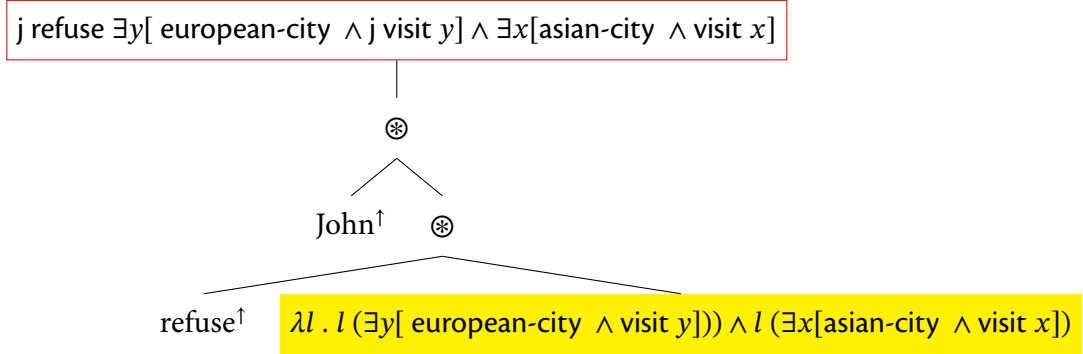 j refuse ∃y[ european-city ∧ j visit y] ∧ ∃x[asian-city ∧ visit x]
⊛
John↑ ⊛
refuse↑ λl . l (∃y[ european-city ∧ visit y])) ∧ l (∃x[asian-city ∧ visit x])